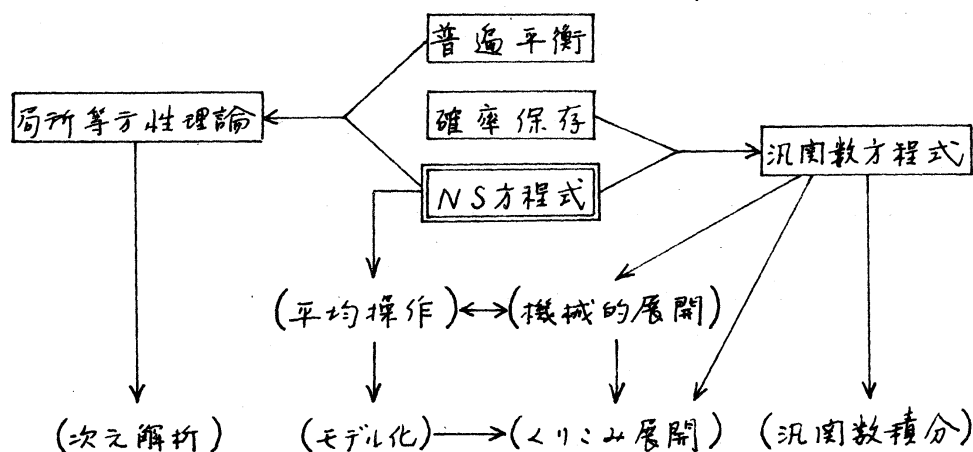 普遍平衡
局所等方性理論
確率保存
汎関数方程式
NS方程式
(平均操作)
(機械的展開)
(次元解析)
(モデル化)
(くりこみ展開)
(汎関数積分)